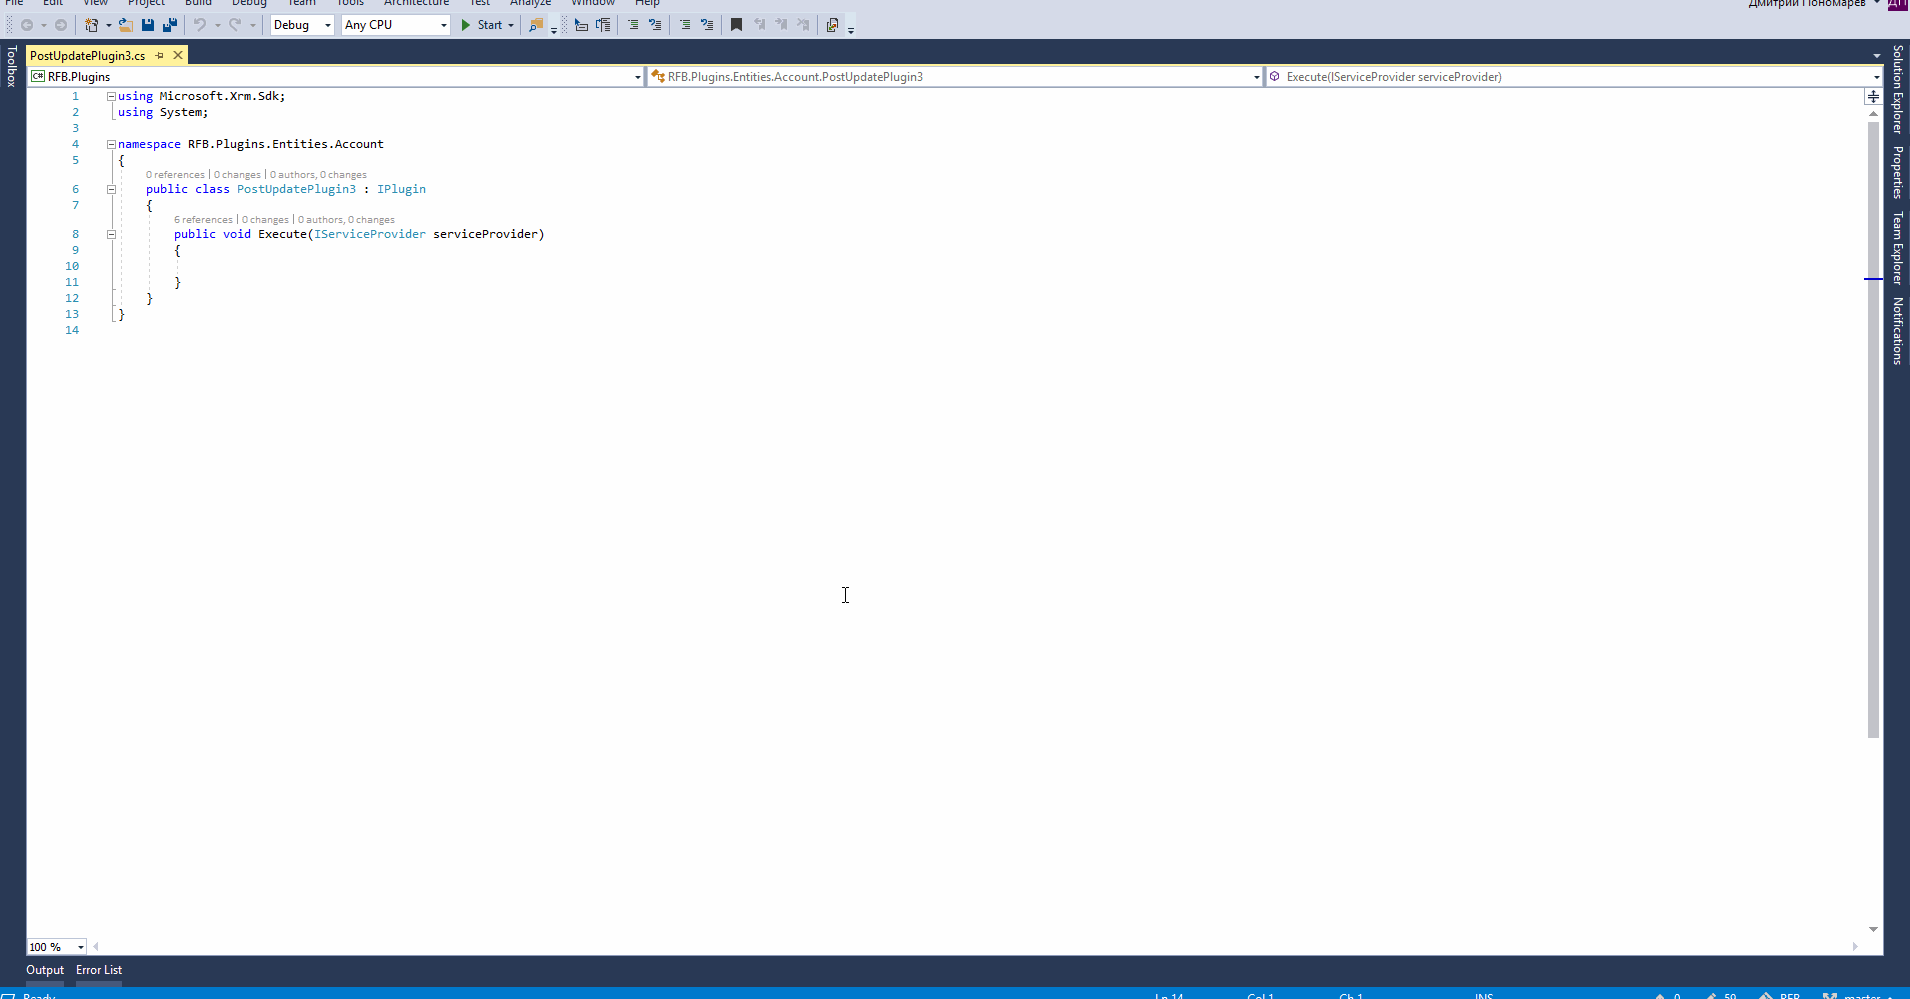 File Edit View Project Build Debug Team Tools Architecture Test Analyze Window Help Дмитрий Пономарев ДП
Debug Any CPU Start
Toolbox
PostUpdatePlugin3.cs
C# RFB.Plugins RFB.Plugins.Entities.Account.PostUpdatePlugin3 Execute(IServiceProvider serviceProvider)
1 using Microsoft.Xrm.Sdk;
2 using System;
3
4 namespace RFB.Plugins.Entities.Account
5 {
0 references | 0 changes | 0 authors, 0 changes
6 public class PostUpdatePlugin3 : IPlugin
7 {
6 references | 0 changes | 0 authors, 0 changes
8 public void Execute(IServiceProvider serviceProvider)
9 {
10
11 }
12 }
13 }
14
Solution Explorer
Properties
Team Explorer
Notifications
100 %
Output Error List
Ready Ln 14 Col 1 Ch 1 INS 0 59 RFB master